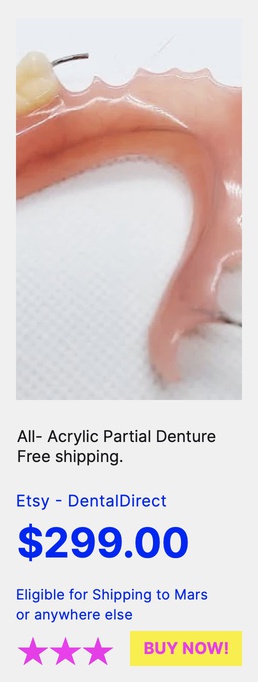 All- Acrylic Partial Denture
Free shipping.
Etsy - DentalDirect
$299.00
Eligible for Shipping to Mars
or anywhere else
BUY NOW!